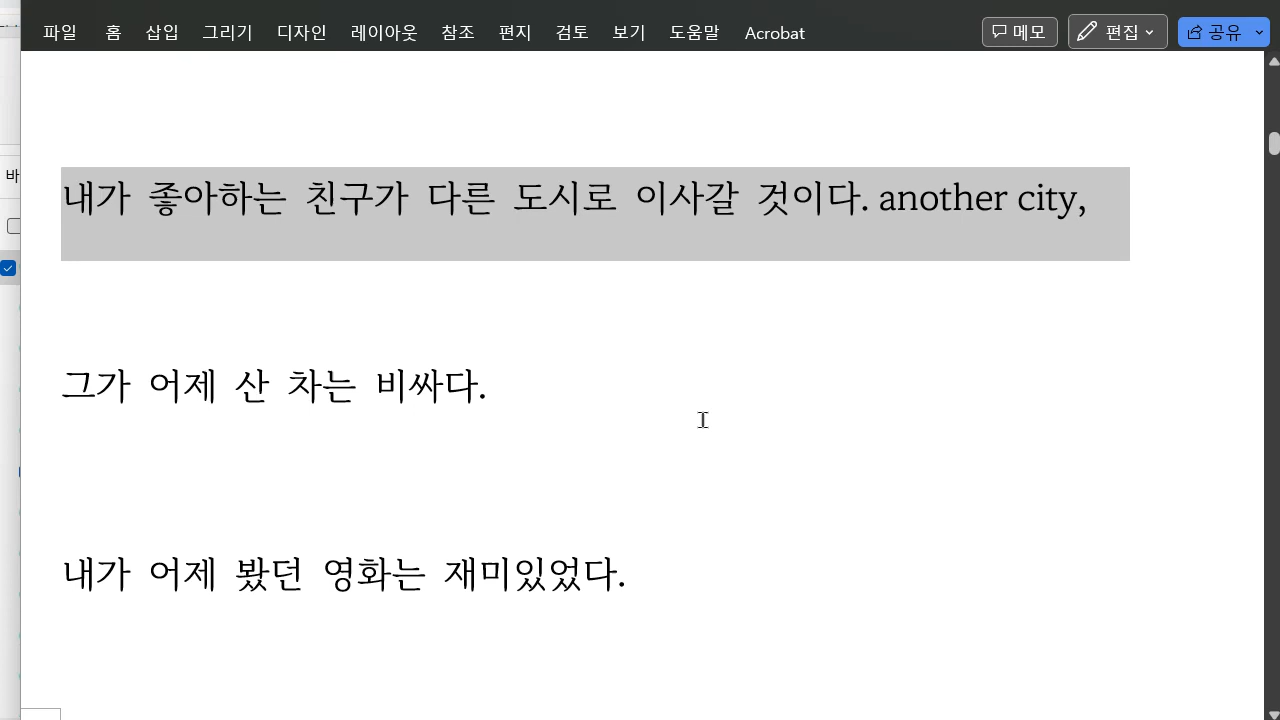 파일 홈 삽입 그리기 디자인 레이아웃 참조 편지 검토 보기 도움말 Acrobat 메모 편집 공유
바
내가 좋아하는 친구가 다른 도시로 이사갈 것이다. another city,
그가 어제 산 차는 비싸다.
내가 어제 봤던 영화는 재미있었다.